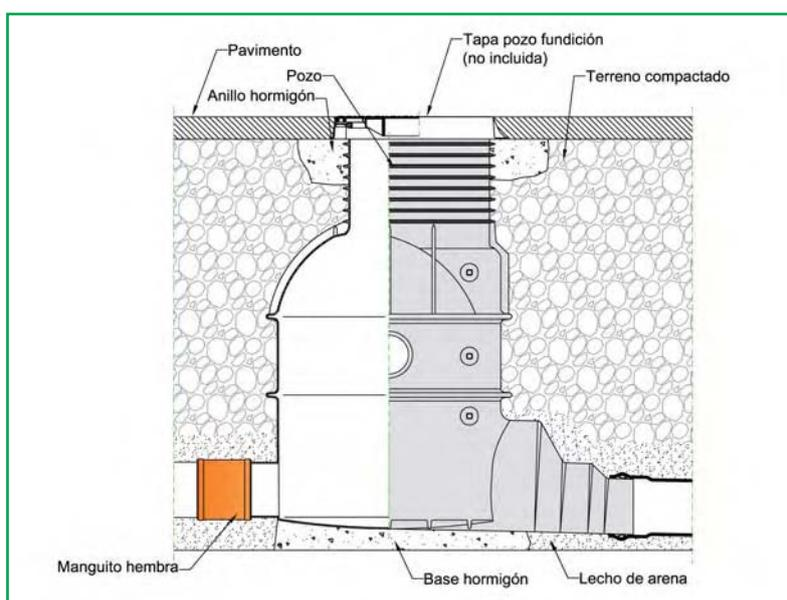 Pavimento
Tapa pozo fundición
(no incluida)
Pozo
Anillo hormigón
Terreno compactado
Manguito hembra
Base hormigón
Lecho de arena